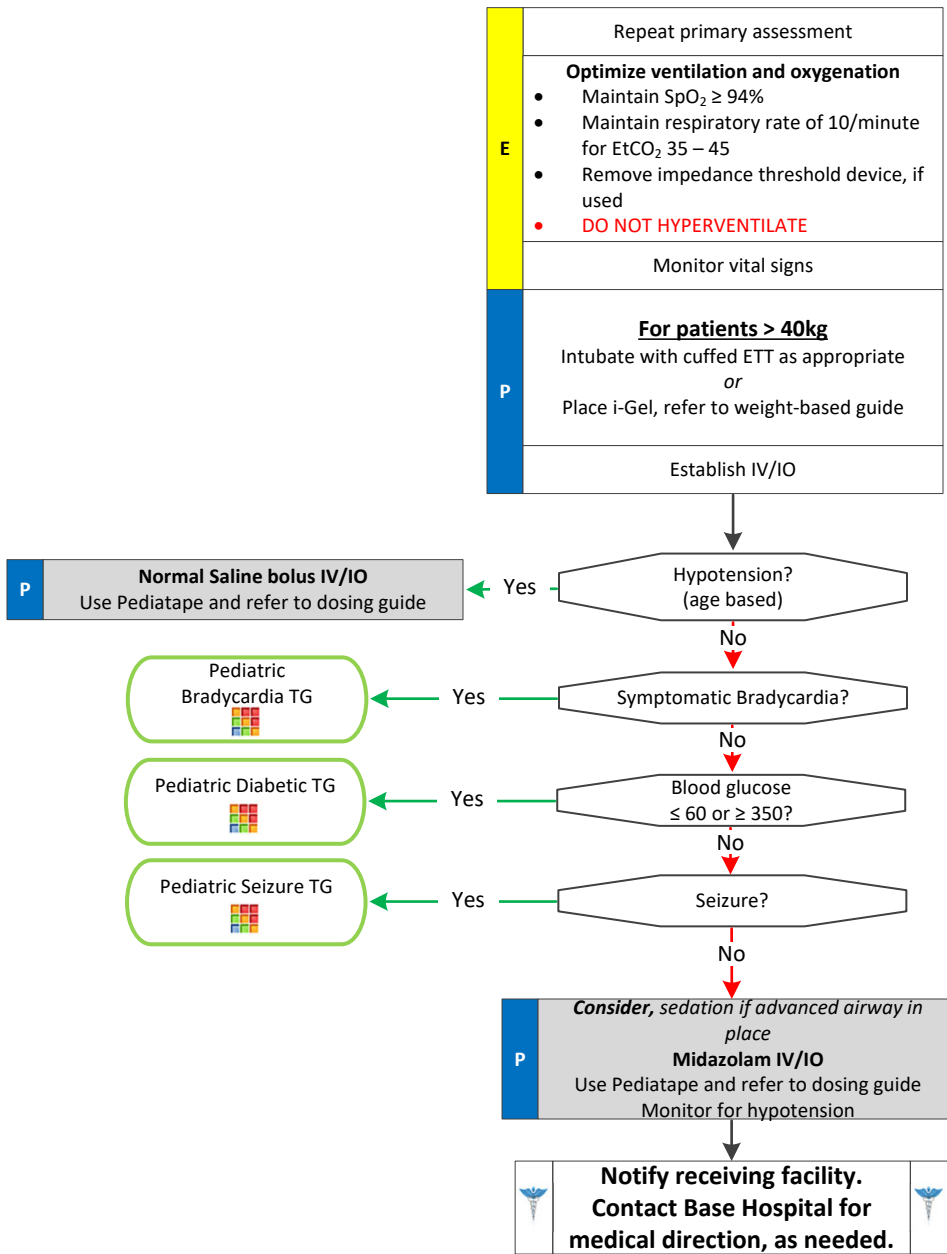 Repeat primary assessment
E
Optimize ventilation and oxygenation
• Maintain SpO₂ ≥ 94%
• Maintain respiratory rate of 10/minute
for EtCO₂ 35 – 45
• Remove impedance threshold device, if
used
• DO NOT HYPERVENTILATE
Monitor vital signs
P
For patients > 40kg
Intubate with cuffed ETT as appropriate
or
Place i-Gel, refer to weight-based guide
Establish IV/IO
Hypotension?
(age based)
Yes
P
Normal Saline bolus IV/IO
Use Pediatape and refer to dosing guide
No
Symptomatic Bradycardia?
Yes
Pediatric
Bradycardia TG
No
Blood glucose
≤ 60 or ≥ 350?
Yes
Pediatric Diabetic TG
No
Seizure?
Yes
Pediatric Seizure TG
No
P
Consider, sedation if advanced airway in
place
Midazolam IV/IO
Use Pediatape and refer to dosing guide
Monitor for hypotension
Notify receiving facility.
Contact Base Hospital for
medical direction, as needed.